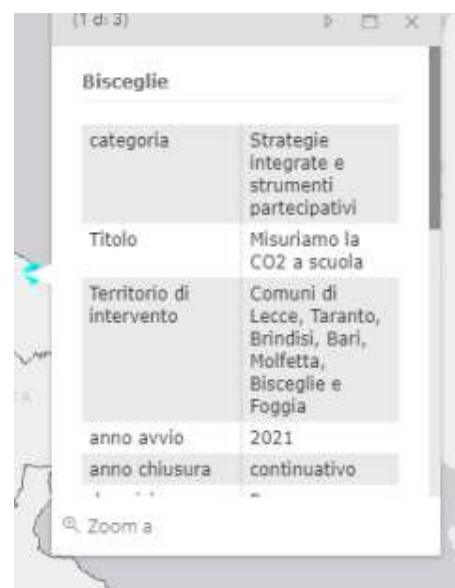 (1 di 3)
Bisceglie
categoria
Strategie
integrate e
strumenti
partecipativi
Titolo
Misuriamo la
CO2 a scuola
Territorio di
intervento
Comuni di
Lecce, Taranto,
Brindisi, Bari,
Molfetta,
Bisceglie e
Foggia
anno avvio
2021
anno chiusura
continuativo
Zoom a